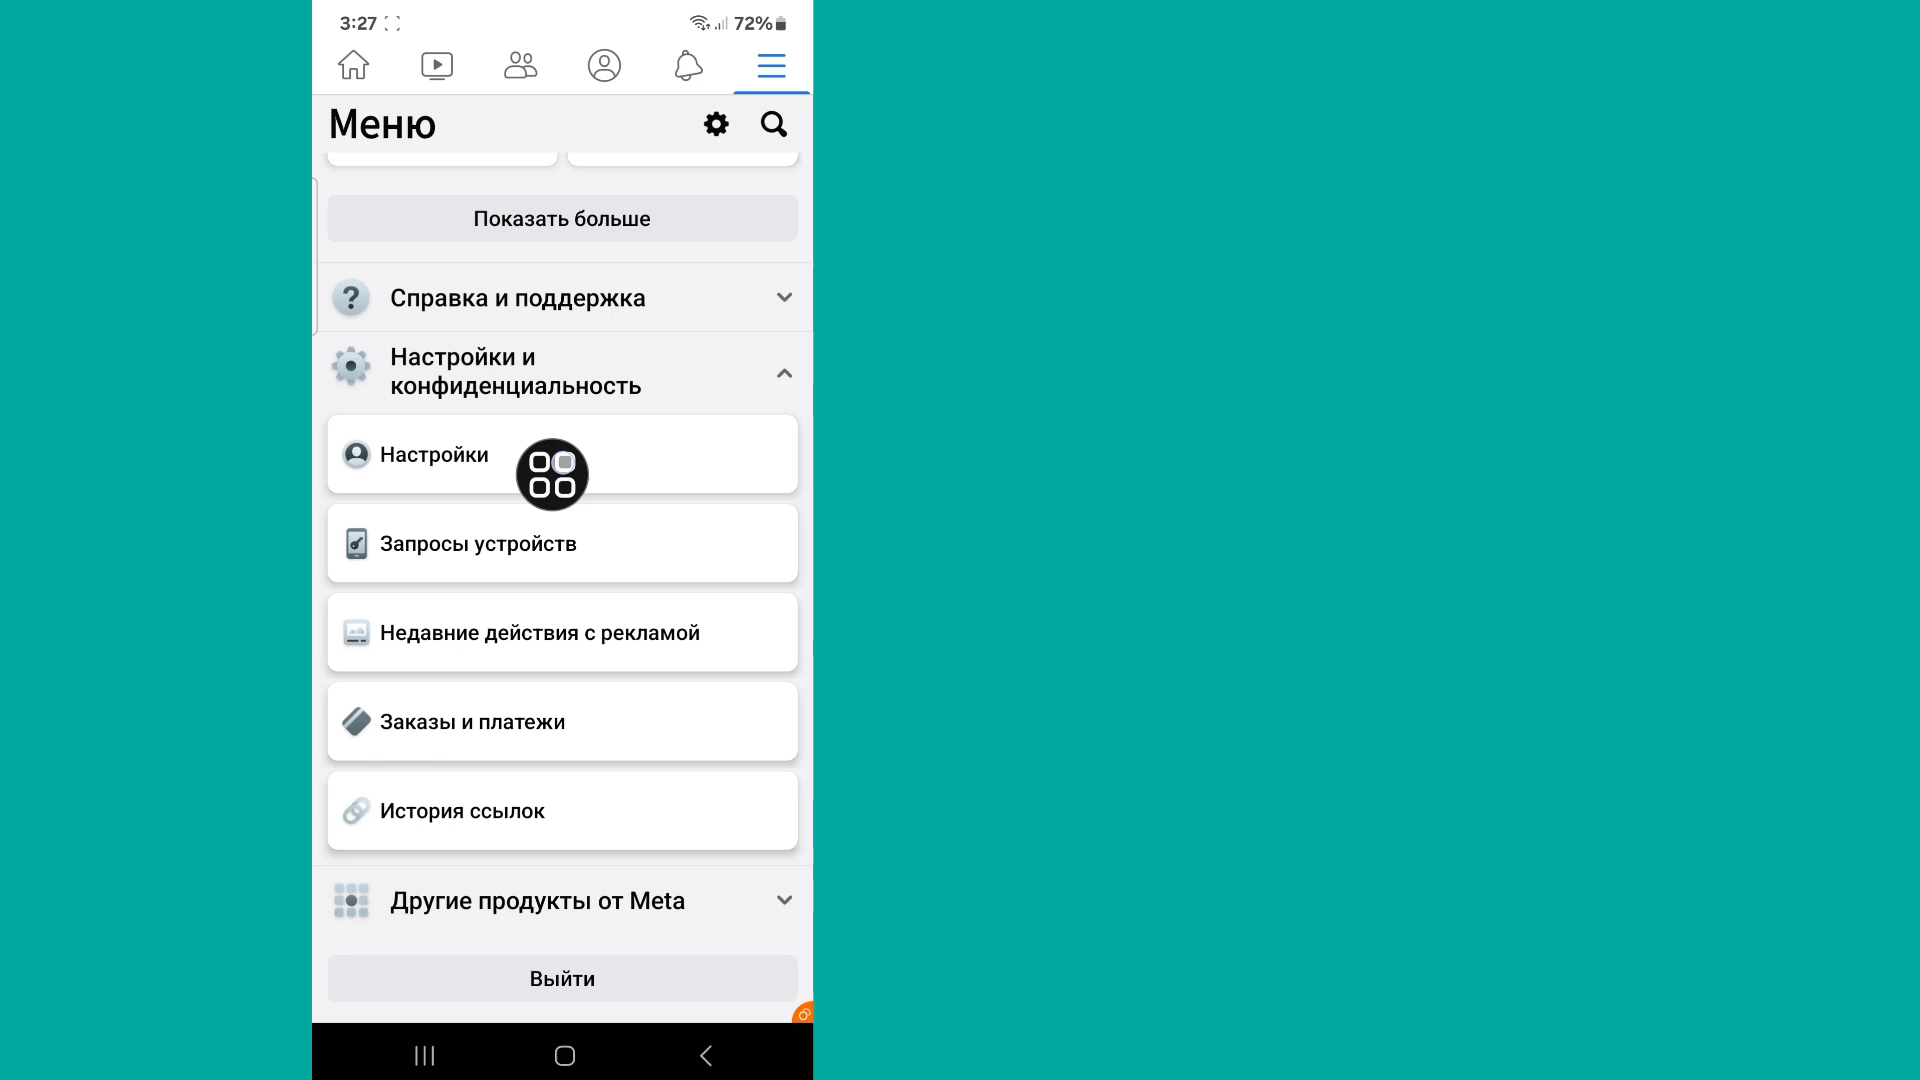 3:27
72%
Меню
Показать больше
Справка и поддержка
Настройки и
конфиденциальность
Настройки
Запросы устройств
Недавние действия с рекламой
Заказы и платежи
История ссылок
Другие продукты от Meta
Выйти